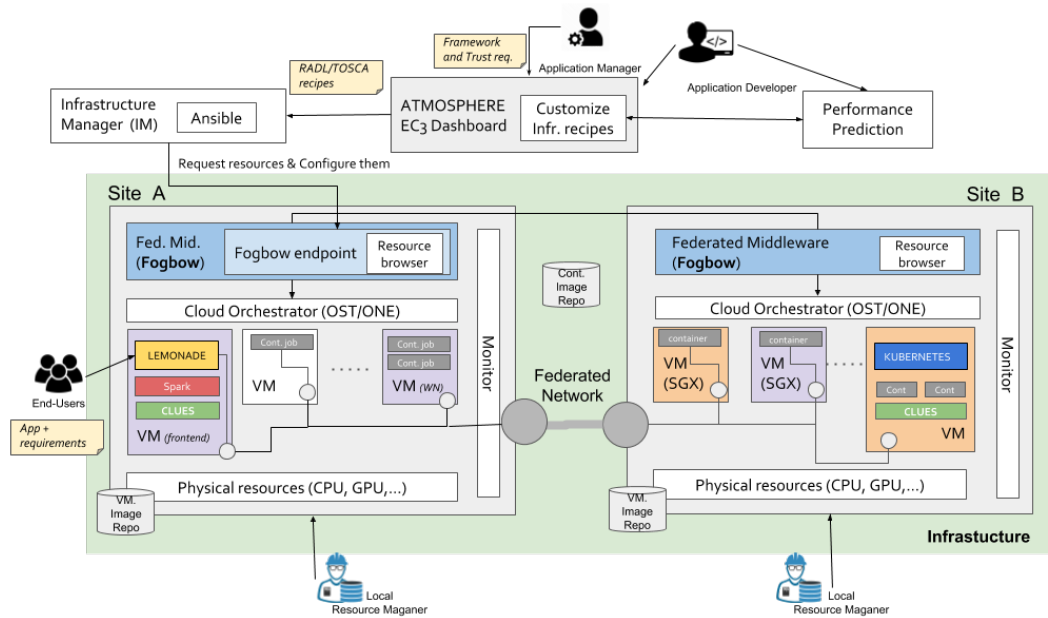 Framework
and Trust req.
Application Manager
</>
Application Developer
RADL/TOSCA
recipes
Infrastructure
Manager (IM)
Ansible
ATMOSPHERE
EC3 Dashboard
Customize
Infr. recipes
Performance
Prediction
Request resources & Configure them
Site A
Site B
Fed. Mid.
(Fogbow)
Fogbow endpoint
Resource
browser
Federated Middleware
(Fogbow)
Resource
browser
Cloud Orchestrator (OST/ONE)
Cont.
Image
Repo
Cloud Orchestrator (OST/ONE)
Monitor
Monitor
LEMONADE
Spark
CLUES
VM (frontend)
Cont. job
VM
......
Cont. job
Cont. job
VM (WN)
Federated
Network
container
VM
(SGX)
container
VM
(SGX)
......
KUBERNETES
Cont
Cont
CLUES
VM
End-Users
App +
requirements
Physical resources (CPU, GPU,...)
Physical resources (CPU, GPU,...)
VM.
Image
Repo
VM.
Image
Repo
Infrastucture
Local
Resource Maganer
Local
Resource Maganer